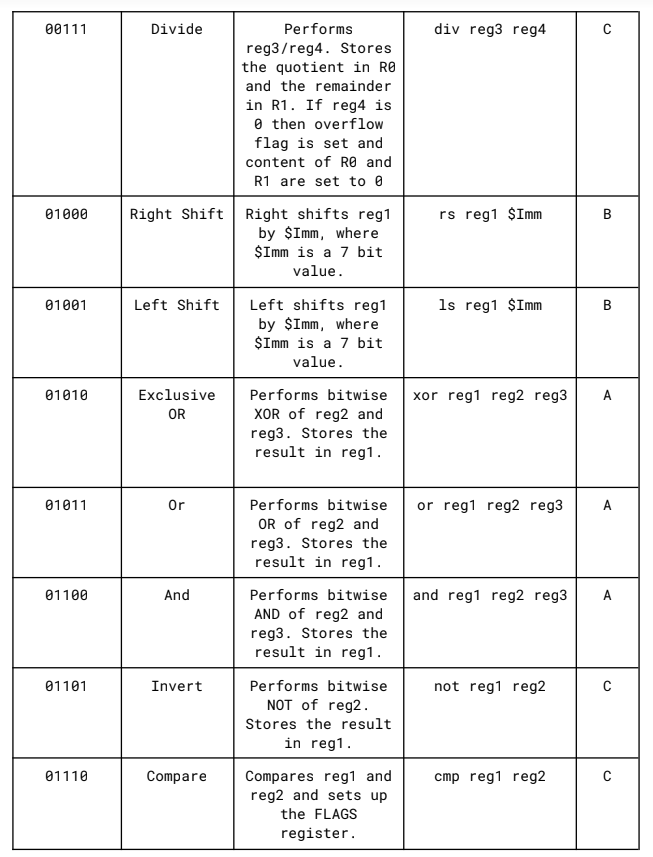 00111 Divide Performs div reg3 reg4 C
reg3/reg4. Stores
the quotient in R0
and the remainder
in R1. If reg4 is
0 then overflow
flag is set and
content of R0 and
R1 are set to 0
01000 Right Shift Right shifts reg1 rs reg1 $Imm B
by $Imm, where
$Imm is a 7 bit
value.
01001 Left Shift Left shifts reg1 ls reg1 $Imm B
by $Imm, where
$Imm is a 7 bit
value.
01010 Exclusive Performs bitwise xor reg1 reg2 reg3 A
OR XOR of reg2 and
reg3. Stores the
result in reg1.
01011 Or Performs bitwise or reg1 reg2 reg3 A
OR of reg2 and
reg3. Stores the
result in reg1.
01100 And Performs bitwise and reg1 reg2 reg3 A
AND of reg2 and
reg3. Stores the
result in reg1.
01101 Invert Performs bitwise not reg1 reg2 C
NOT of reg2.
Stores the result
in reg1.
01110 Compare Compares reg1 and cmp reg1 reg2 C
reg2 and sets up
the FLAGS
register.